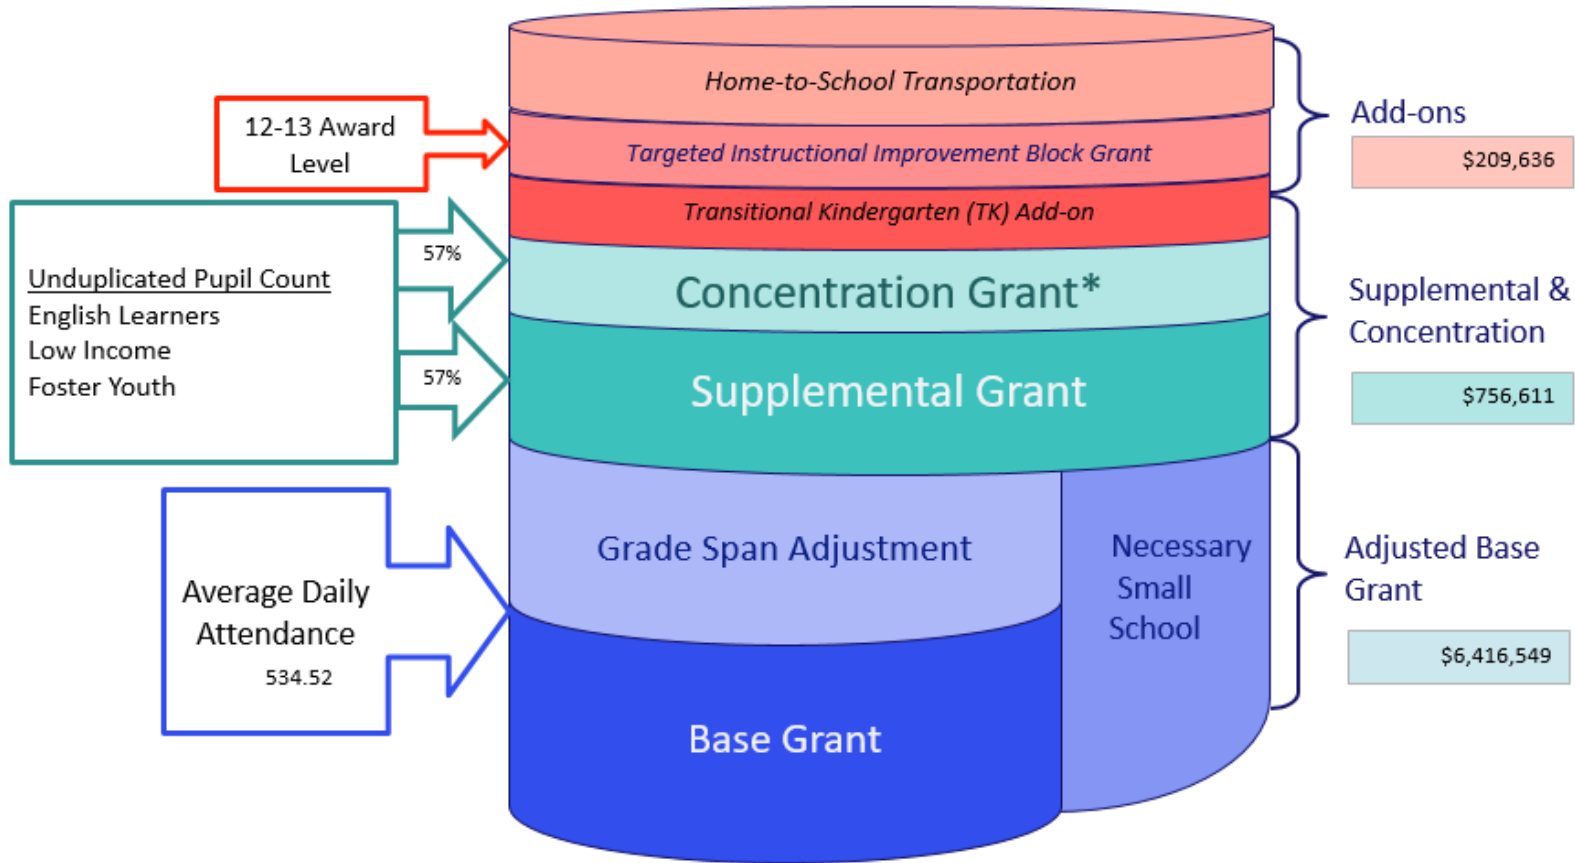 Home-to-School Transportation
Targeted Instructional Improvement Block Grant
Transitional Kindergarten (TK) Add-on
Concentration Grant*
Supplemental Grant
Grade Span Adjustment
Base Grant
Necessary
Small
School
12-13 Award
Level
Unduplicated Pupil Count
English Learners
Low Income
Foster Youth
57%
57%
Average Daily
Attendance
534.52
Add-ons
$209,636
Supplemental &
Concentration
$756,611
Adjusted Base
Grant
$6,416,549